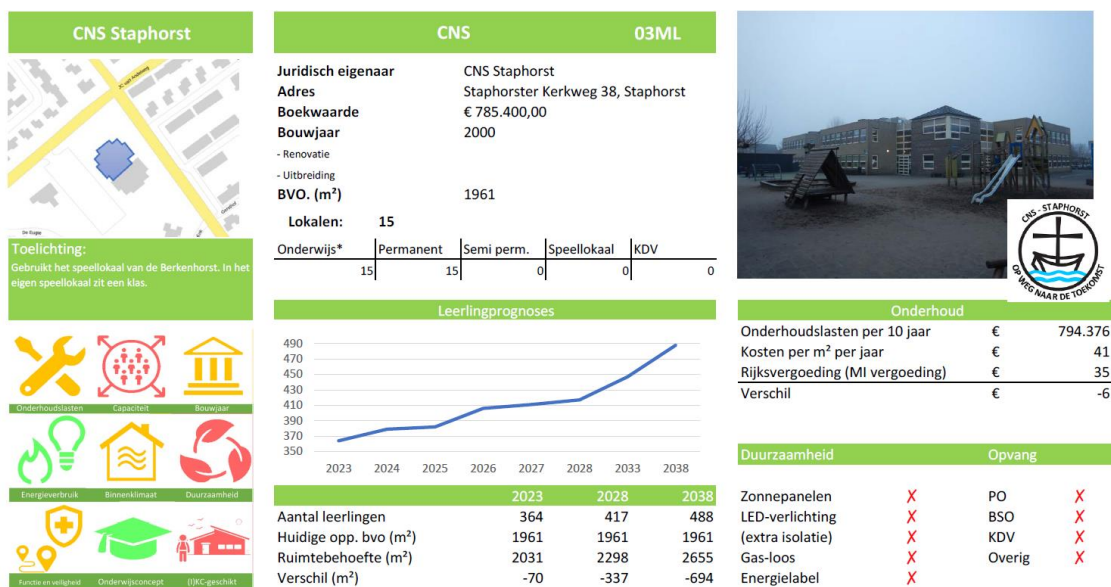 CNS Staphorst
JC van Andelweg
De Kugge
Toelichting:
Gebruikt het speellokaal van de Berkenhorst. In het
eigen speellokaal zit een klas.
Onderhoudslasten Capaciteit Bouwjaar
Energieverbruik Binnenklimaat Duurzaamheid
Functie en veiligheid Onderwijsconcept (I)KC-geschikt
CNS 03ML
Juridisch eigenaar CNS Staphorst
Adres Staphorster Kerkweg 38, Staphorst
Boekwaarde € 785.400,00
Bouwjaar 2000
- Renovatie
- Uitbreiding
BVO. (m²) 1961
Lokalen: 15
Onderwijs* Permanent Semi perm. Speellokaal KDV
15 15 0 0 0
Leerlingprognoses
490
470
450
430
410
390
370
350
2023 2024 2025 2026 2027 2028 2033 2038
2023 2028 2038
Aantal leerlingen 364 417 488
Huidige opp. bvo (m²) 1961 1961 1961
Ruimtebehoefte (m²) 2031 2298 2655
Verschil (m²) -70 -337 -694
CNS - STAPHORST
OP WEG NAAR DE TOEKOMST
Onderhoud
Onderhoudslasten per 10 jaar € 794.376
Kosten per m² per jaar € 41
Rijksvergoeding (MI vergoeding) € 35
Verschil € -6
Duurzaamheid Opvang
Zonnepanelen ✗ PO ✗
LED-verlichting ✗ BSO ✗
(extra isolatie) ✗ KDV ✗
Gas-loos ✗ Overig ✗
Energielabel ✗